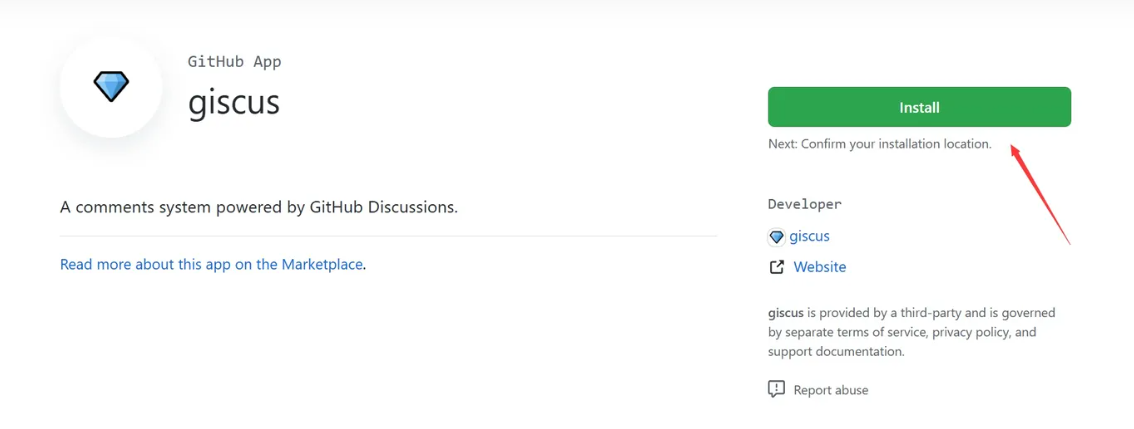 GitHub App
giscus
A comments system powered by GitHub Discussions.
Read more about this app on the Marketplace.
Install
Next: Confirm your installation location.
Developer
giscus
Website
giscus is provided by a third-party and is governed
by separate terms of service, privacy policy, and
support documentation.
Report abuse